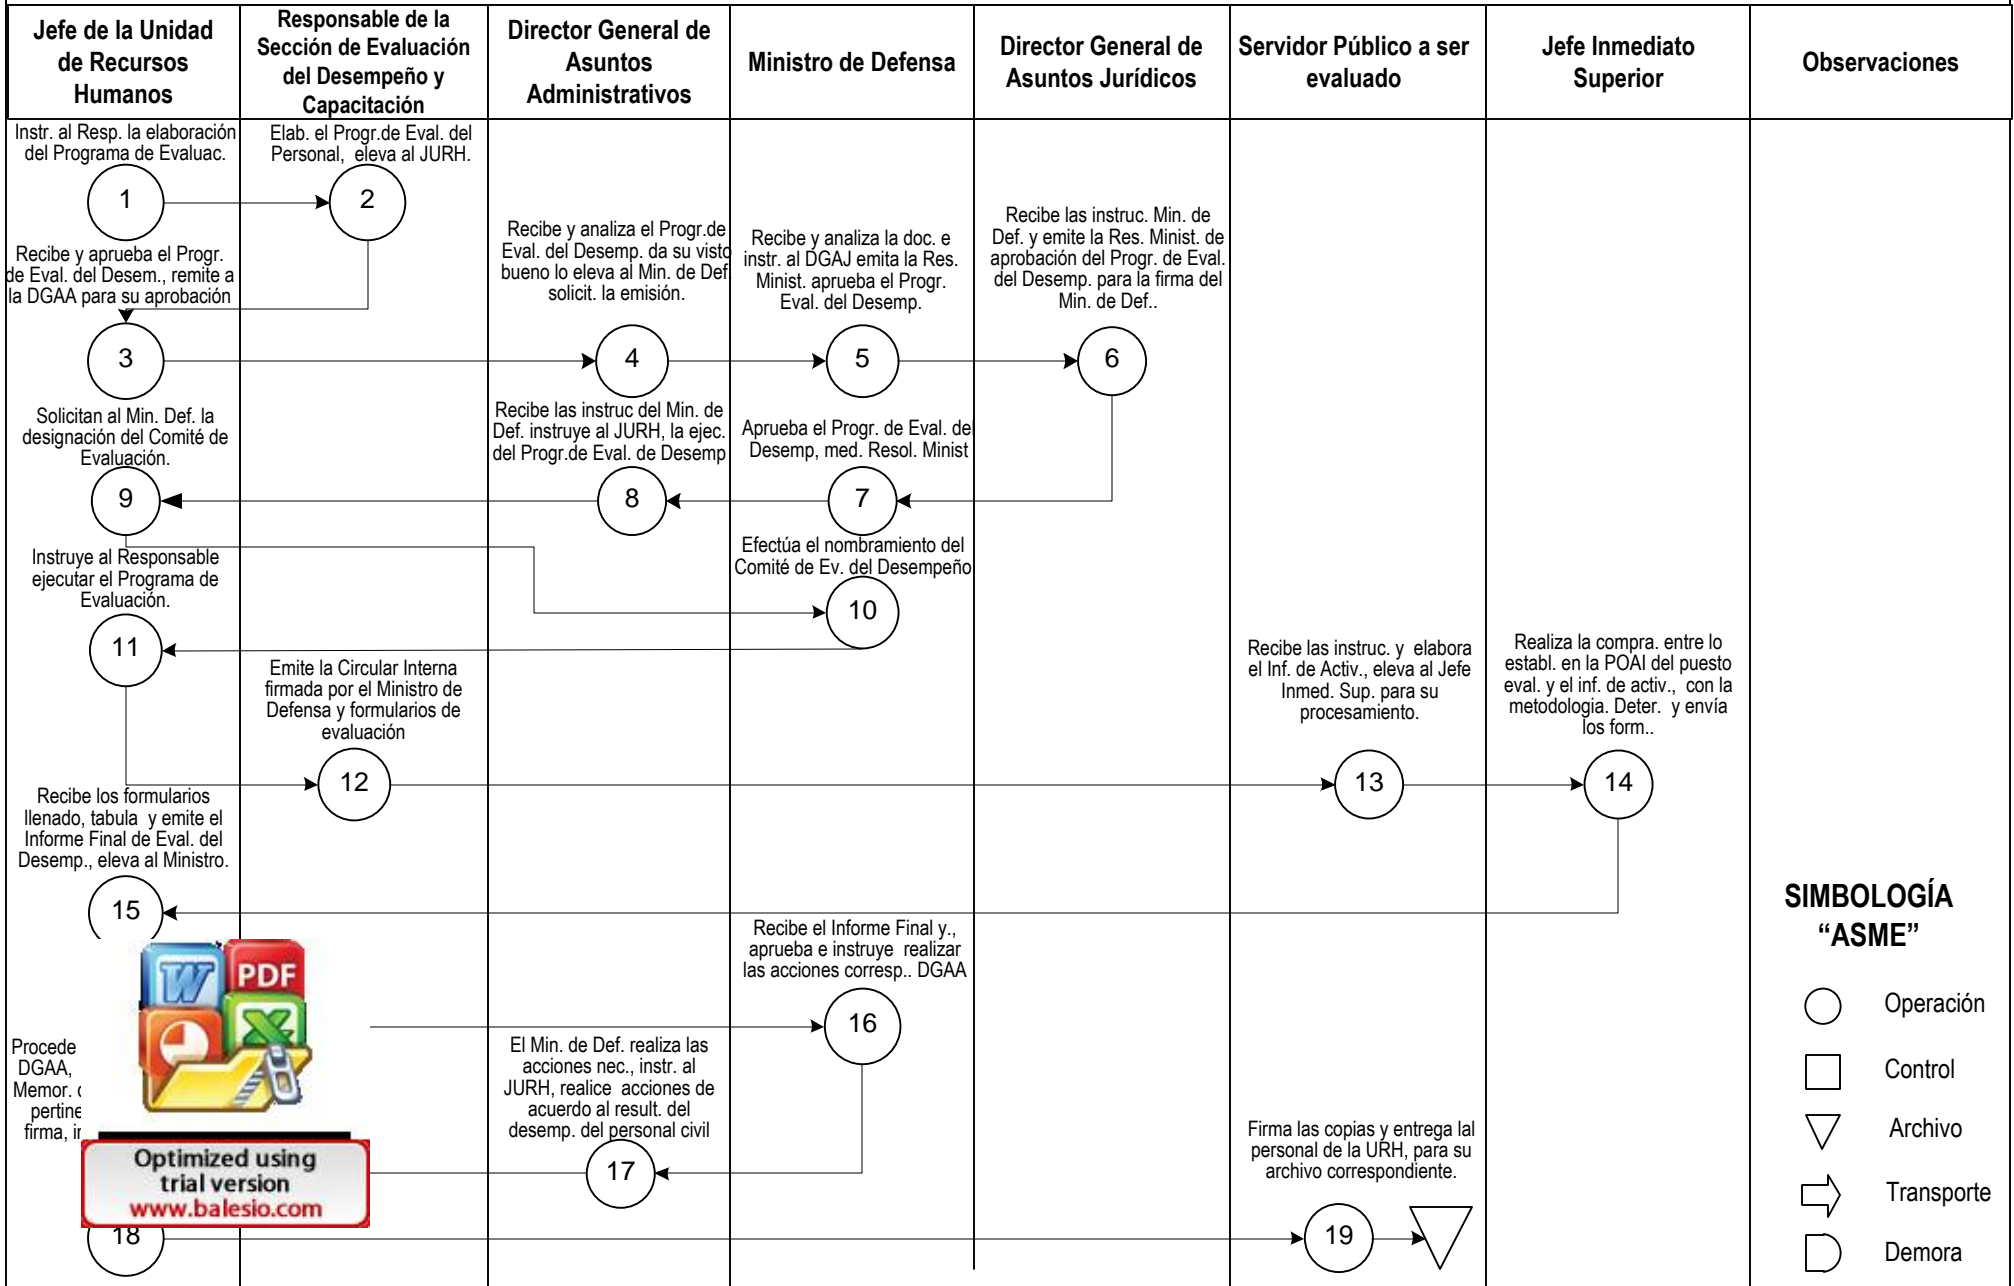 Jefe de la Unidad
de Recursos
Humanos
Responsable de la
Sección de Evaluación
del Desempeño y
Capacitación
Director General de
Asuntos
Administrativos
Ministro de Defensa
Director General de
Asuntos Jurídicos
Servidor Público a ser
evaluado
Jefe Inmediato
Superior
Observaciones
Instr. al Resp. la elaboración
del Programa de Evaluac.
1
Elab. el Progr.de Eval. del
Personal, eleva al JURH.
2
Recibe y aprueba el Progr.
de Eval. del Desem., remite a
la DGAA para su aprobación
3
Recibe y analiza el Progr.de
Eval. del Desemp. da su visto
bueno lo eleva al Min. de Def.
solicit. la emisión.
4
Recibe y analiza la doc. e
instr. al DGAJ emita la Res.
Minist. aprueba el Progr.
Eval. del Desemp.
5
Recibe las instruc. Min. de
Def. y emite la Res. Minist. de
aprobación del Progr. de Eval.
del Desemp. para la firma del
Min. de Def..
6
Aprueba el Progr. de Eval. de
Desemp, med. Resol. Minist
7
Recibe las instruc del Min. de
Def. instruye al JURH, la ejec.
del Progr.de Eval. de Desemp
8
Solicitan al Min. Def. la
designación del Comité de
Evaluación.
9
Efectúa el nombramiento del
Comité de Ev. del Desempeño
10
Instruye al Responsable
ejecutar el Programa de
Evaluación.
11
Emite la Circular Interna
firmada por el Ministro de
Defensa y formularios de
evaluación
12
Recibe las instruc. y elabora
el Inf. de Activ., eleva al Jefe
Inmed. Sup. para su
procesamiento.
13
Realiza la compra. entre lo
establ. en la POAI del puesto
eval. y el inf. de activ., con la
metodologia. Deter. y envía
los form..
14
Recibe los formularios
llenado, tabula y emite el
Informe Final de Eval. del
Desemp., eleva al Ministro.
15
Recibe el Informe Final y.,
aprueba e instruye realizar
las acciones corresp.. DGAA
16
El Min. de Def. realiza las
acciones nec., instr. al
JURH, realice acciones de
acuerdo al result. del
desemp. del personal civil
17
Procede
DGAA,
Memor.
pertine
firma,
18
Firma las copias y entrega lal
personal de la URH, para su
archivo correspondiente.
19
W PDF
X
Optimized using
trial version
www.balesio.com
SIMBOLOGÍA
“ASME”
Operación
Control
Archivo
Transporte
Demora